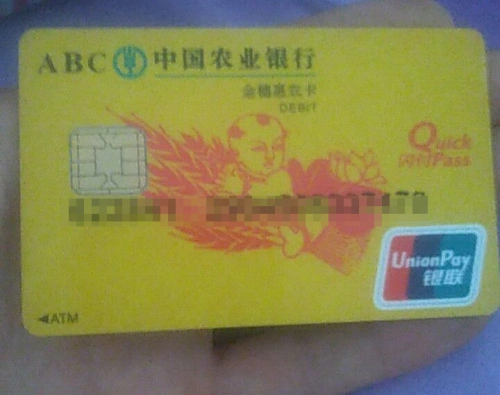 ABC 中国农业银行
金穗惠农卡
DEBIT
Quick
闪付 Pass
UnionPay
银联
◀ATM